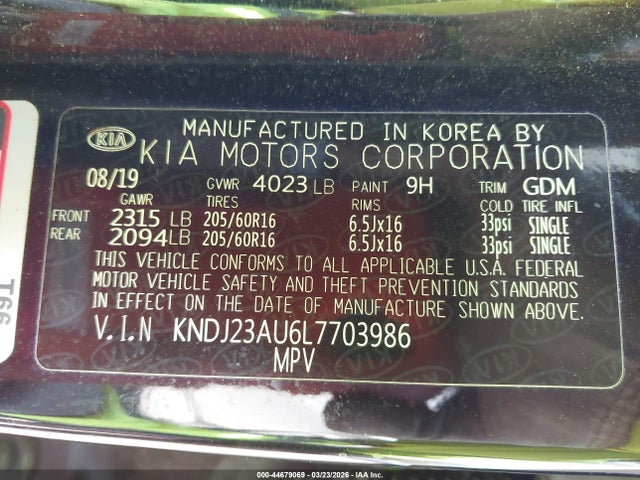 MANUFACTURED IN KOREA BY
KIA KIA MOTORS CORPORATION
08/19 GVWR 4023 LB PAINT 9H TRIM GDM
GAWR TIRES RIMS COLD TIRE INFL
FRONT 2315 LB 205/60R16 6.5Jx16 33psi SINGLE
REAR 2094 LB 205/60R16 6.5Jx16 33psi SINGLE
THIS VEHICLE CONFORMS TO ALL APPLICABLE U.S.A. FEDERAL
MOTOR VEHICLE SAFETY AND THEFT PREVENTION STANDARDS
IN EFFECT ON THE DATE OF MANUFACTURE SHOWN ABOVE.
V.I.N KNDJ23AU6L7703986
MPV
T66
000-44679069 | 03/23/2026 - IAA Inc.